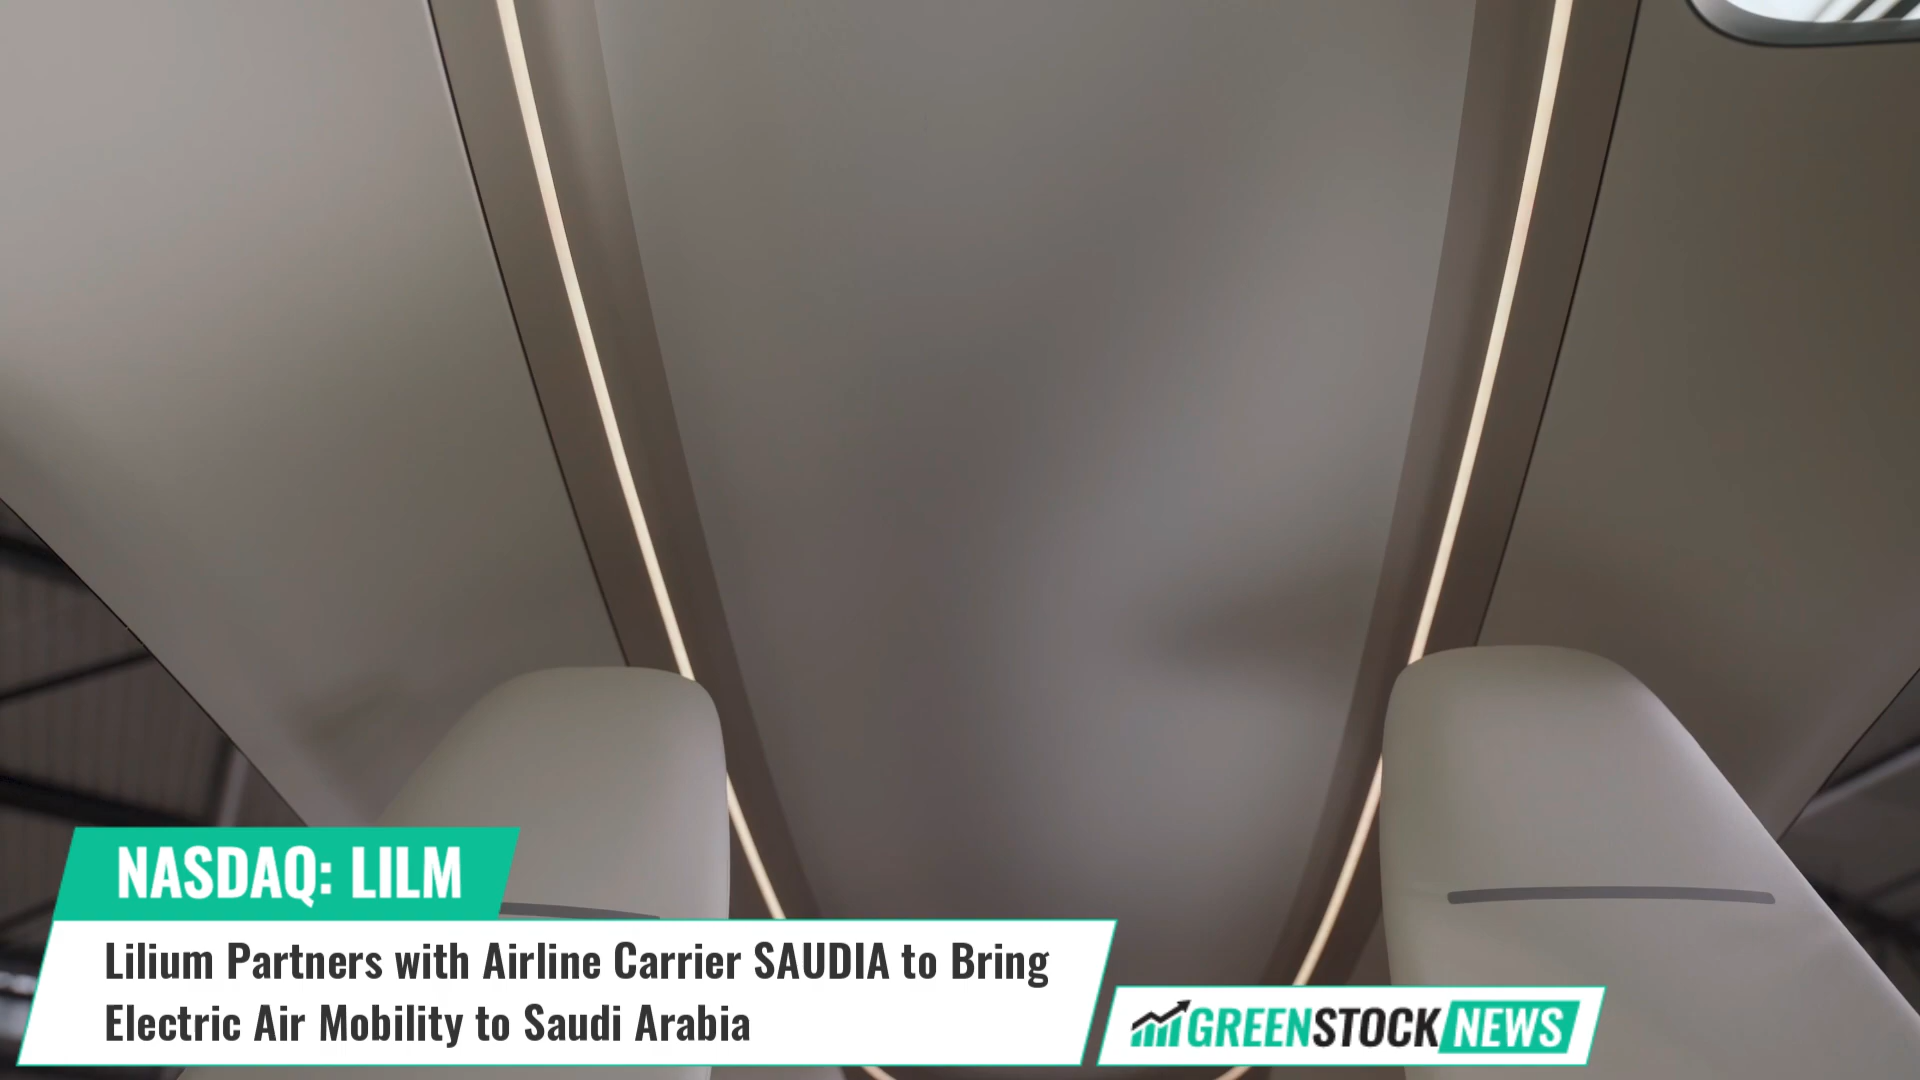 NASDAQ: LILM
Lilium Partners with Airline Carrier SAUDIA to Bring
Electric Air Mobility to Saudi Arabia
GREENSTOCK NEWS